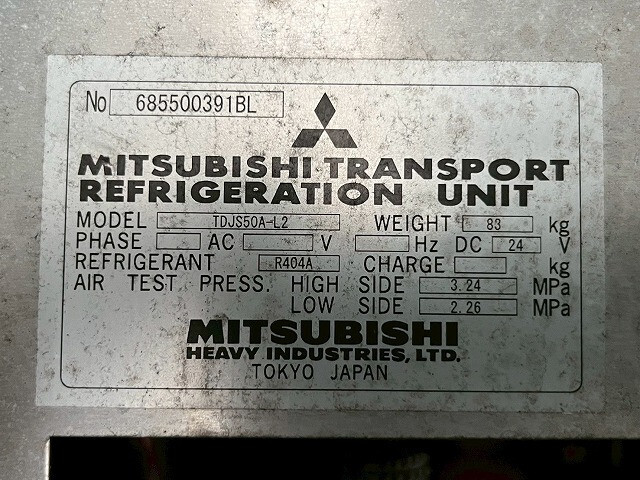 No 685500391BL
MITSUBISHI TRANSPORT
REFRIGERATION UNIT
MODEL TDJS50A-L2 WEIGHT 83 kg
PHASE AC V Hz DC 24 V
REFRIGERANT R404A CHARGE kg
AIR TEST PRESS. HIGH SIDE 3.24 MPa
LOW SIDE 2.26 MPa
MITSUBISHI
HEAVY INDUSTRIES, LTD.
TOKYO JAPAN